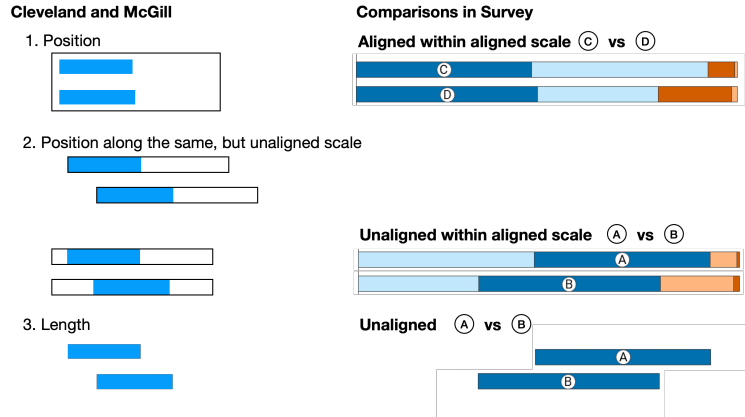 Cleveland and McGill
Comparisons in Survey
1. Position
Aligned within aligned scale C vs D
C
D
2. Position along the same, but unaligned scale
Unaligned within aligned scale A vs B
A
B
3. Length
Unaligned A vs B
A
B